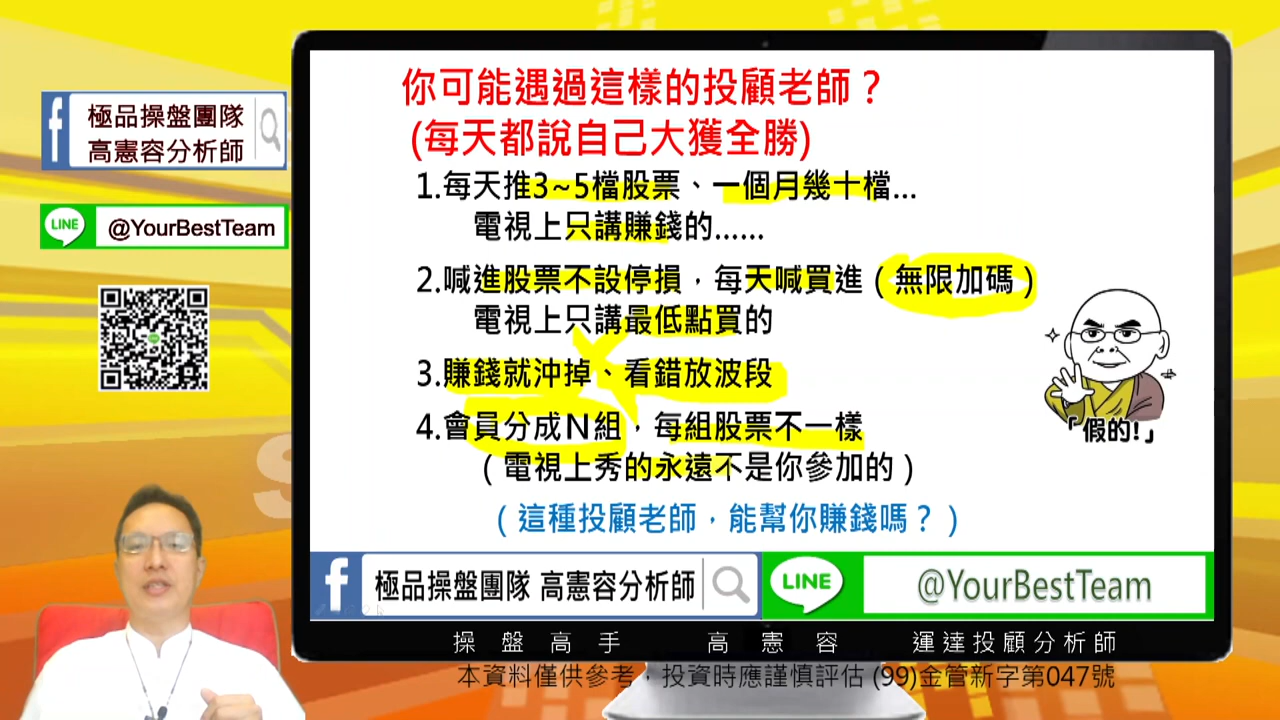 極品操盤團隊
高憲容分析師
LINE
@YourBestTeam
你可能遇過這樣的投顧老師？
(每天都說自己大獲全勝)
1.每天推3~5檔股票、一個月幾十檔...
電視上只講賺錢的......
2.喊進股票不設停損，每天喊買進（無限加碼）
電視上只講最低點買的
3.賺錢就沖掉、看錯放波段
4.會員分成N組，每組股票不一樣
（電視上秀的永遠不是你參加的）
（這種投顧老師，能幫你賺錢嗎？）
「假的!」
f 極品操盤團隊 高憲容分析師
LINE @YourBestTeam
操盤高手 高憲容 運達投顧分析師
本資料僅供參考，投資時應謹慎評估 (99)金管新字第047號